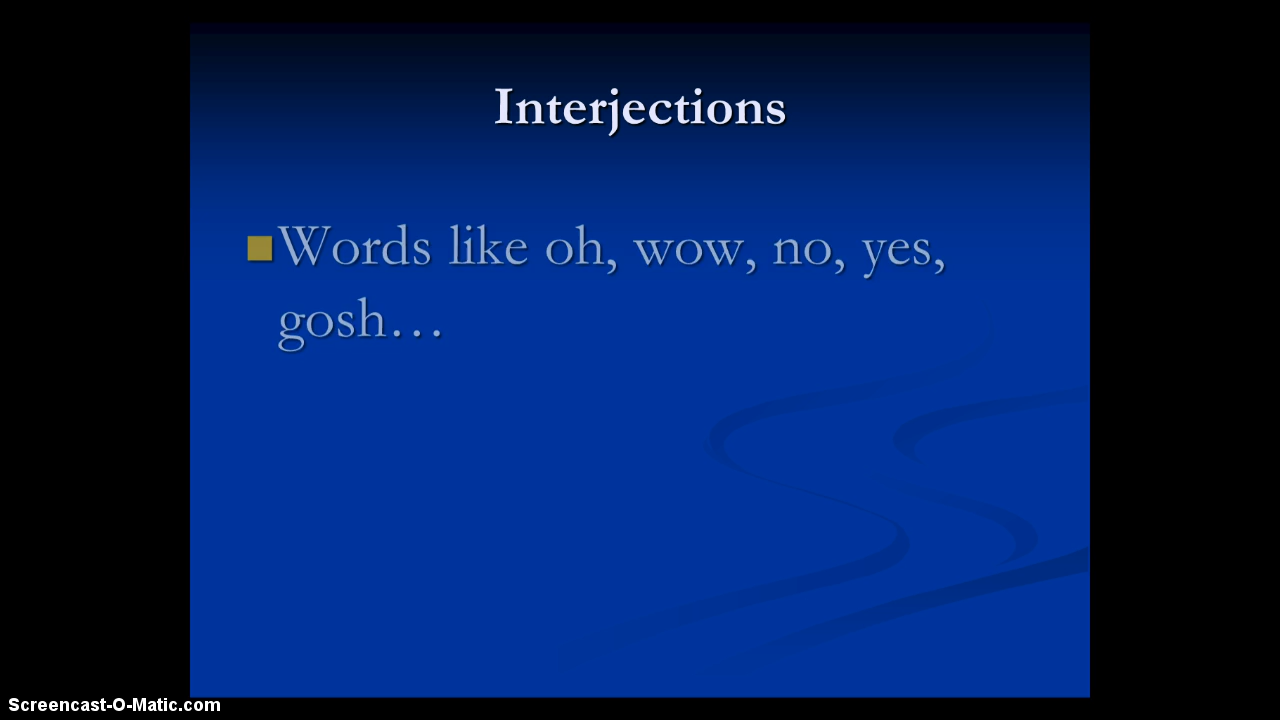 Interjections
Words like oh, wow, no, yes,
gosh…
Screencast-O-Matic.com